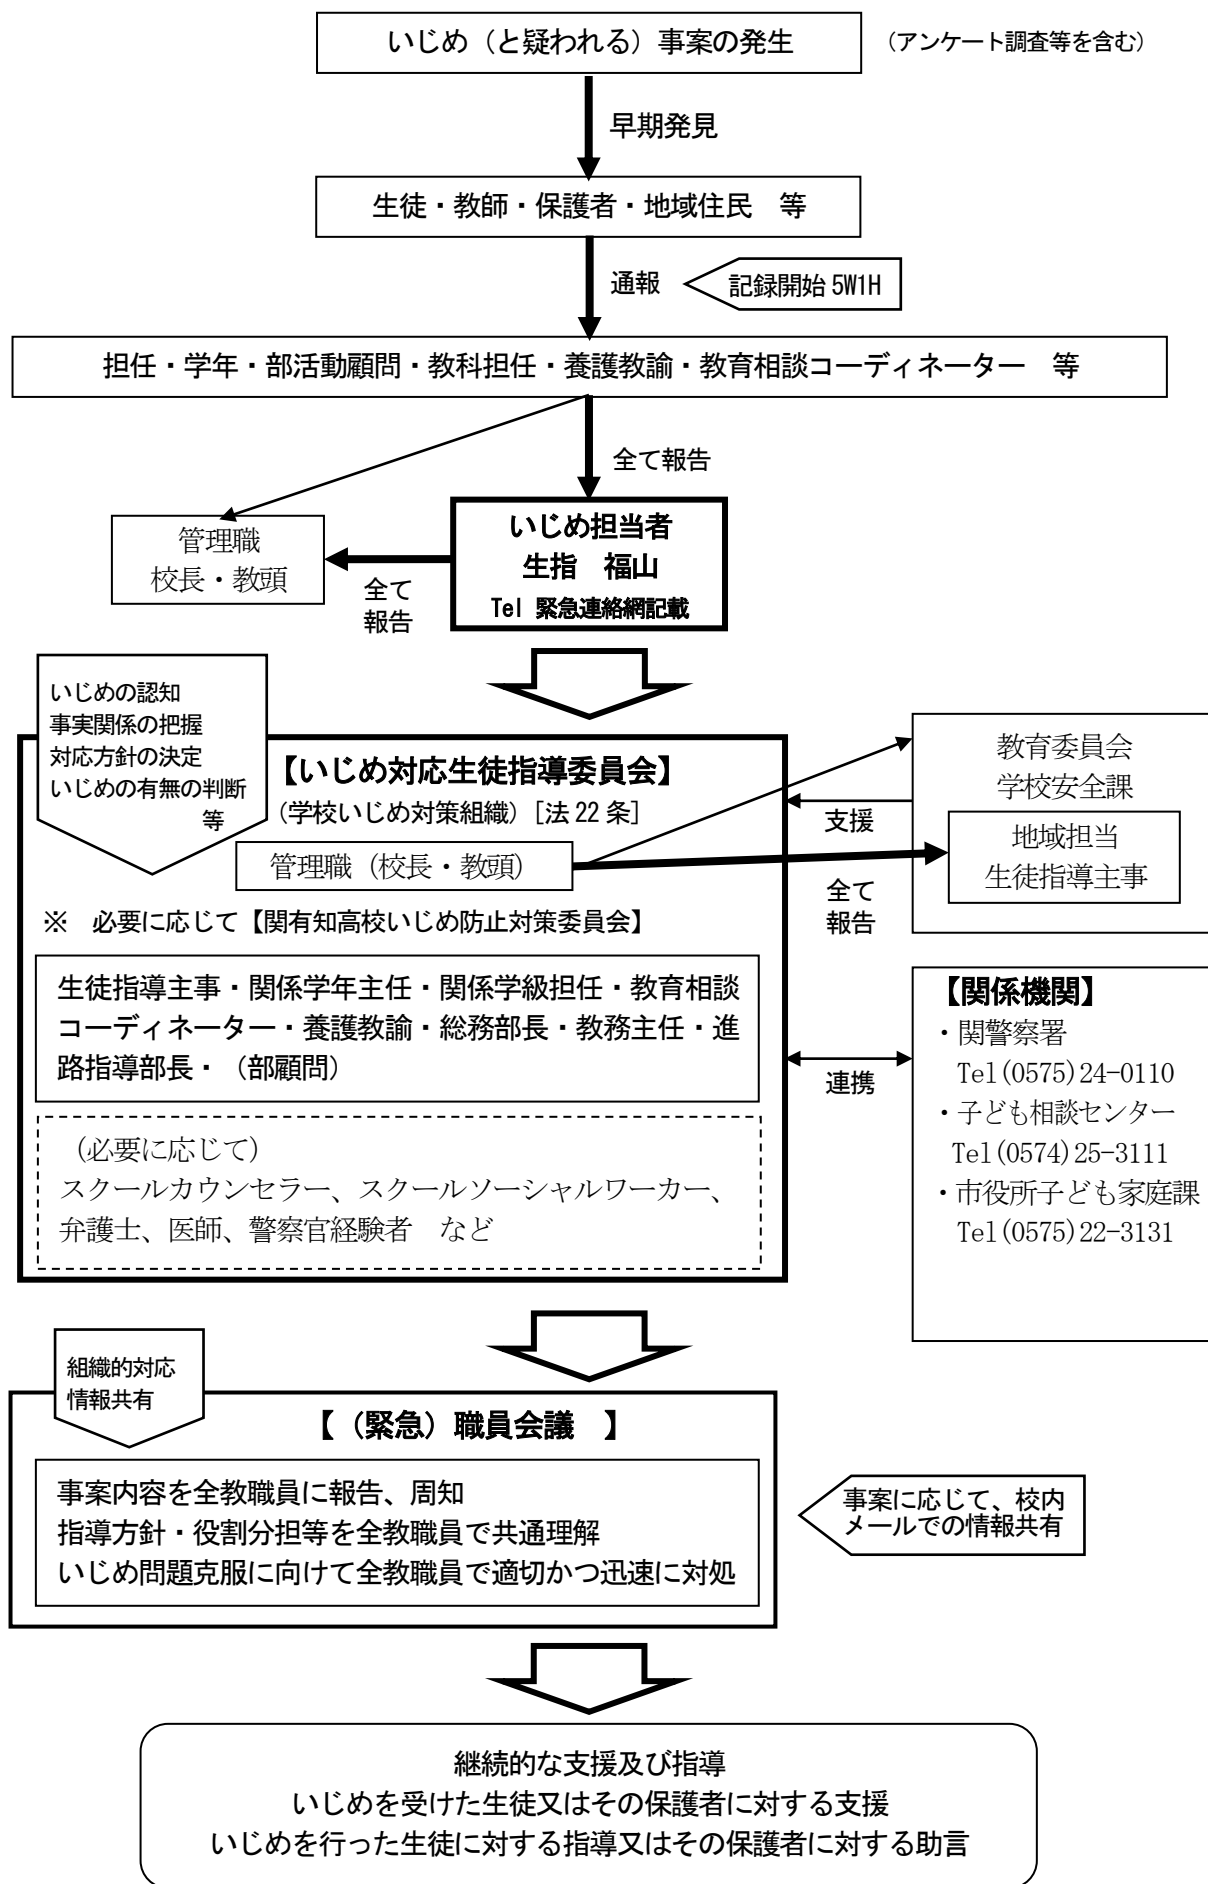 いじめ（と疑われる）事案の発生
（アンケート調査等を含む）
早期発見
生徒・教師・保護者・地域住民　等
通報
記録開始 5W1H
担任・学年・部活動顧問・教科担任・養護教諭・教育相談コーディネーター　等
全て報告
いじめ担当者
生指　福山
Tel 緊急連絡網記載
管理職
校長・教頭
全て
報告
いじめの認知
事実関係の把握
対応方針の決定
いじめの有無の判断
等
【いじめ対応生徒指導委員会】
（学校いじめ対策組織）［法 22 条］
管理職（校長・教頭）
※　必要に応じて【関有知高校いじめ防止対策委員会】
生徒指導主事・関係学年主任・関係学級担任・教育相談
コーディネーター・養護教諭・総務部長・教務主任・進
路指導部長・（部顧問）
（必要に応じて）
スクールカウンセラー、スクールソーシャルワーカー、
弁護士、医師、警察官経験者　など
教育委員会
学校安全課
地域担当
生徒指導主事
支援
全て
報告
連携
【関係機関】
・関警察署
Tel(0575)24-0110
・子ども相談センター
Tel(0574)25-3111
・市役所子ども家庭課
Tel(0575)22-3131
組織的対応
情報共有
【（緊急）職員会議　】
事案内容を全教職員に報告、周知
指導方針・役割分担等を全教職員で共通理解
いじめ問題克服に向けて全教職員で適切かつ迅速に対処
事案に応じて、校内
メールでの情報共有
継続的な支援及び指導
いじめを受けた生徒又はその保護者に対する支援
いじめを行った生徒に対する指導又はその保護者に対する助言